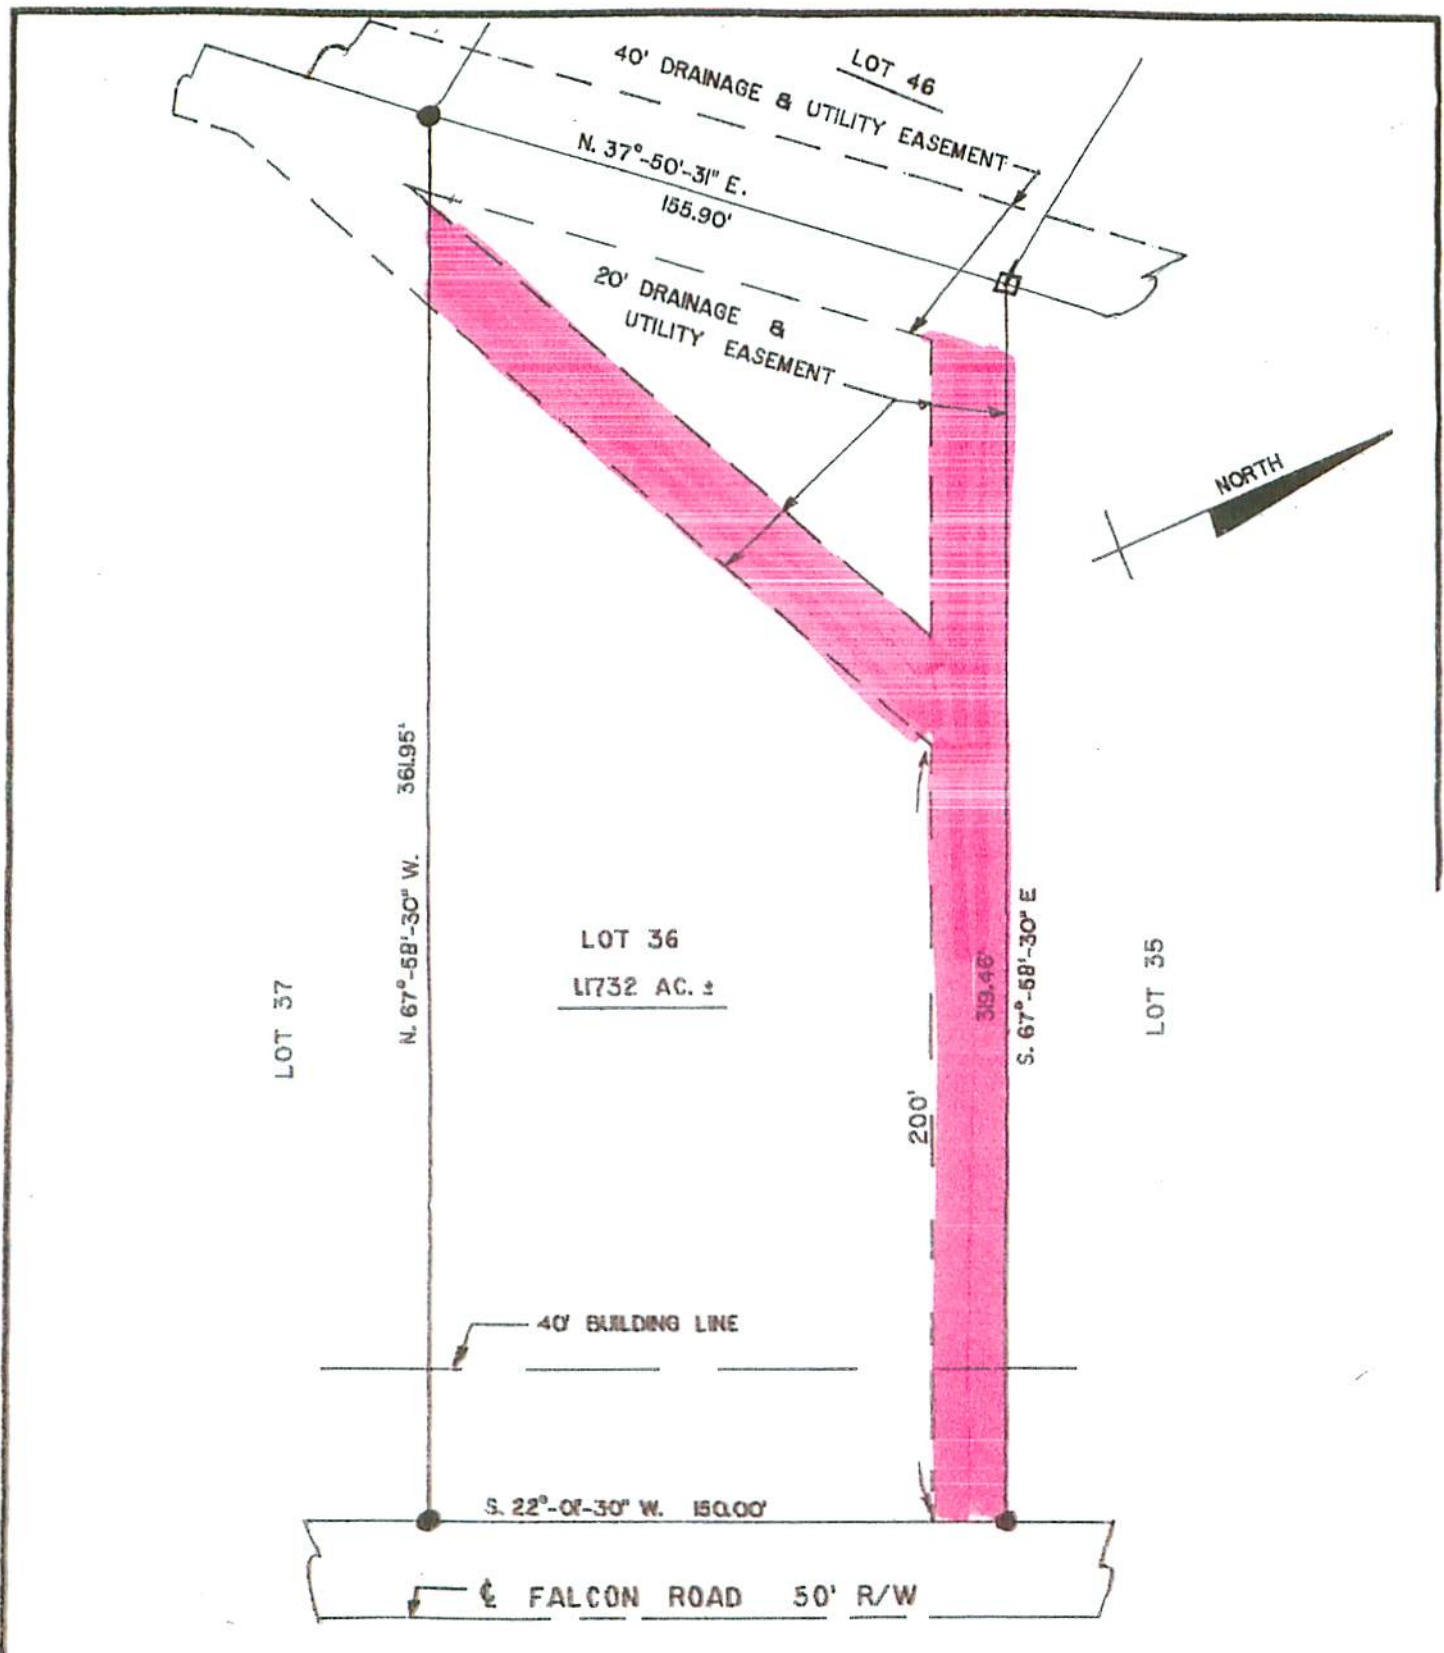 LOT 46
40' DRAINAGE & UTILITY EASEMENT
N. 37°-50'-31" E.
155.90'
20' DRAINAGE &
UTILITY EASEMENT
NORTH
N. 67°-58'-30" W. 361.95'
LOT 37
LOT 36
1.1732 AC. ±
319.46'
S. 67°-58'-30" E
LOT 35
200'
40' BUILDING LINE
S. 22°-01'-30" W. 150.00'
℄ FALCON ROAD 50' R/W